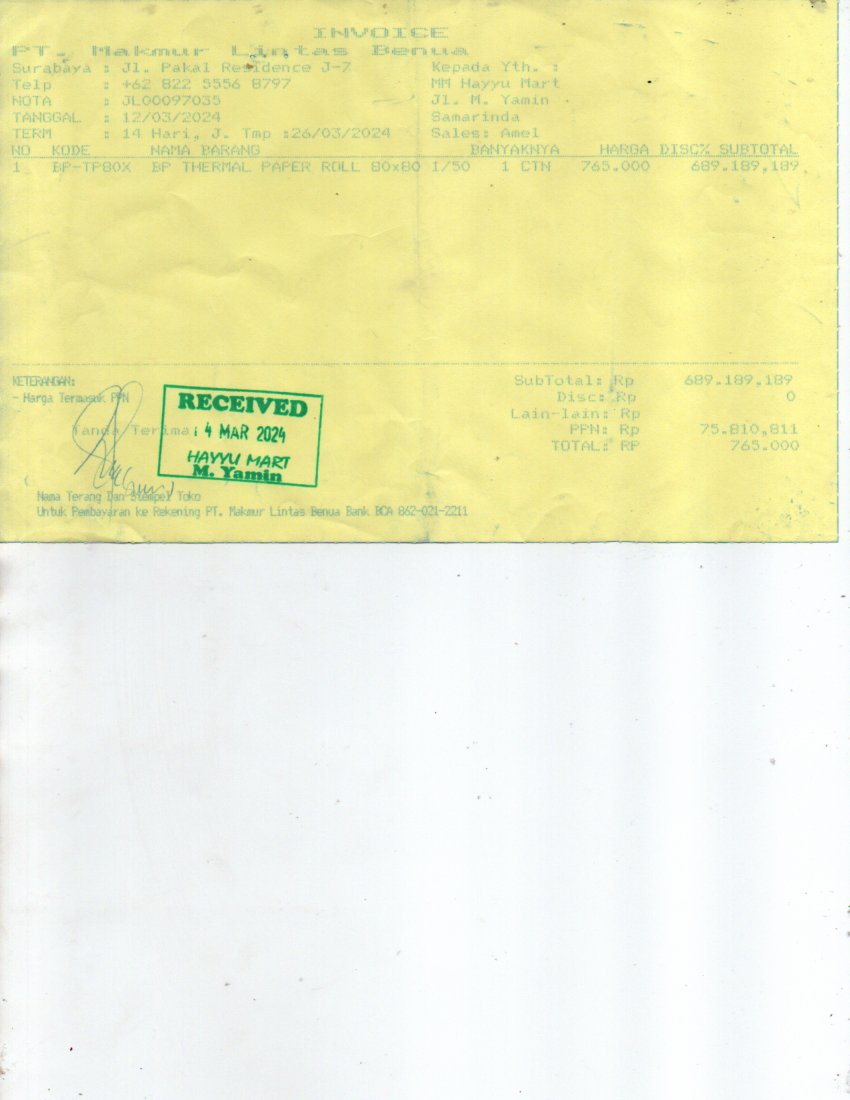 INVOICE
PT. Makmur Lintas Benua
Surabaya : Jl. Pakal Residence J-7 Kepada Yth. :
Telp : +62 822 5556 8797 MM Hayyu Mart
NOTA : JL00097035 Jl. M. Yamin
TANGGAL : 12/03/2024 Samarinda
TERM : 14 Hari, J. Tmp :26/03/2024 Sales: Amel
NO KODE NAMA BARANG BANYAKNYA HARGA DISC% SUBTOTAL
1 BP-TP80X BP THERMAL PAPER ROLL 80x80 1/50 1 CTN 765.000 689.189,189
KETERANGAN: SubTotal: Rp 689.189,189
- Harga Termasuk PPN Disc: Rp 0
Lain-lain: Rp
Tanda Terima : PPN: Rp 75.810,811
TOTAL: RP 765.000
RECEIVED
4 MAR 2024
HAYYU MART
M. Yamin
Nama Terang Dan Stempel Toko
Untuk Pembayaran ke Rekening PT. Makmur Lintas Benua Bank BCA 862-021-2211